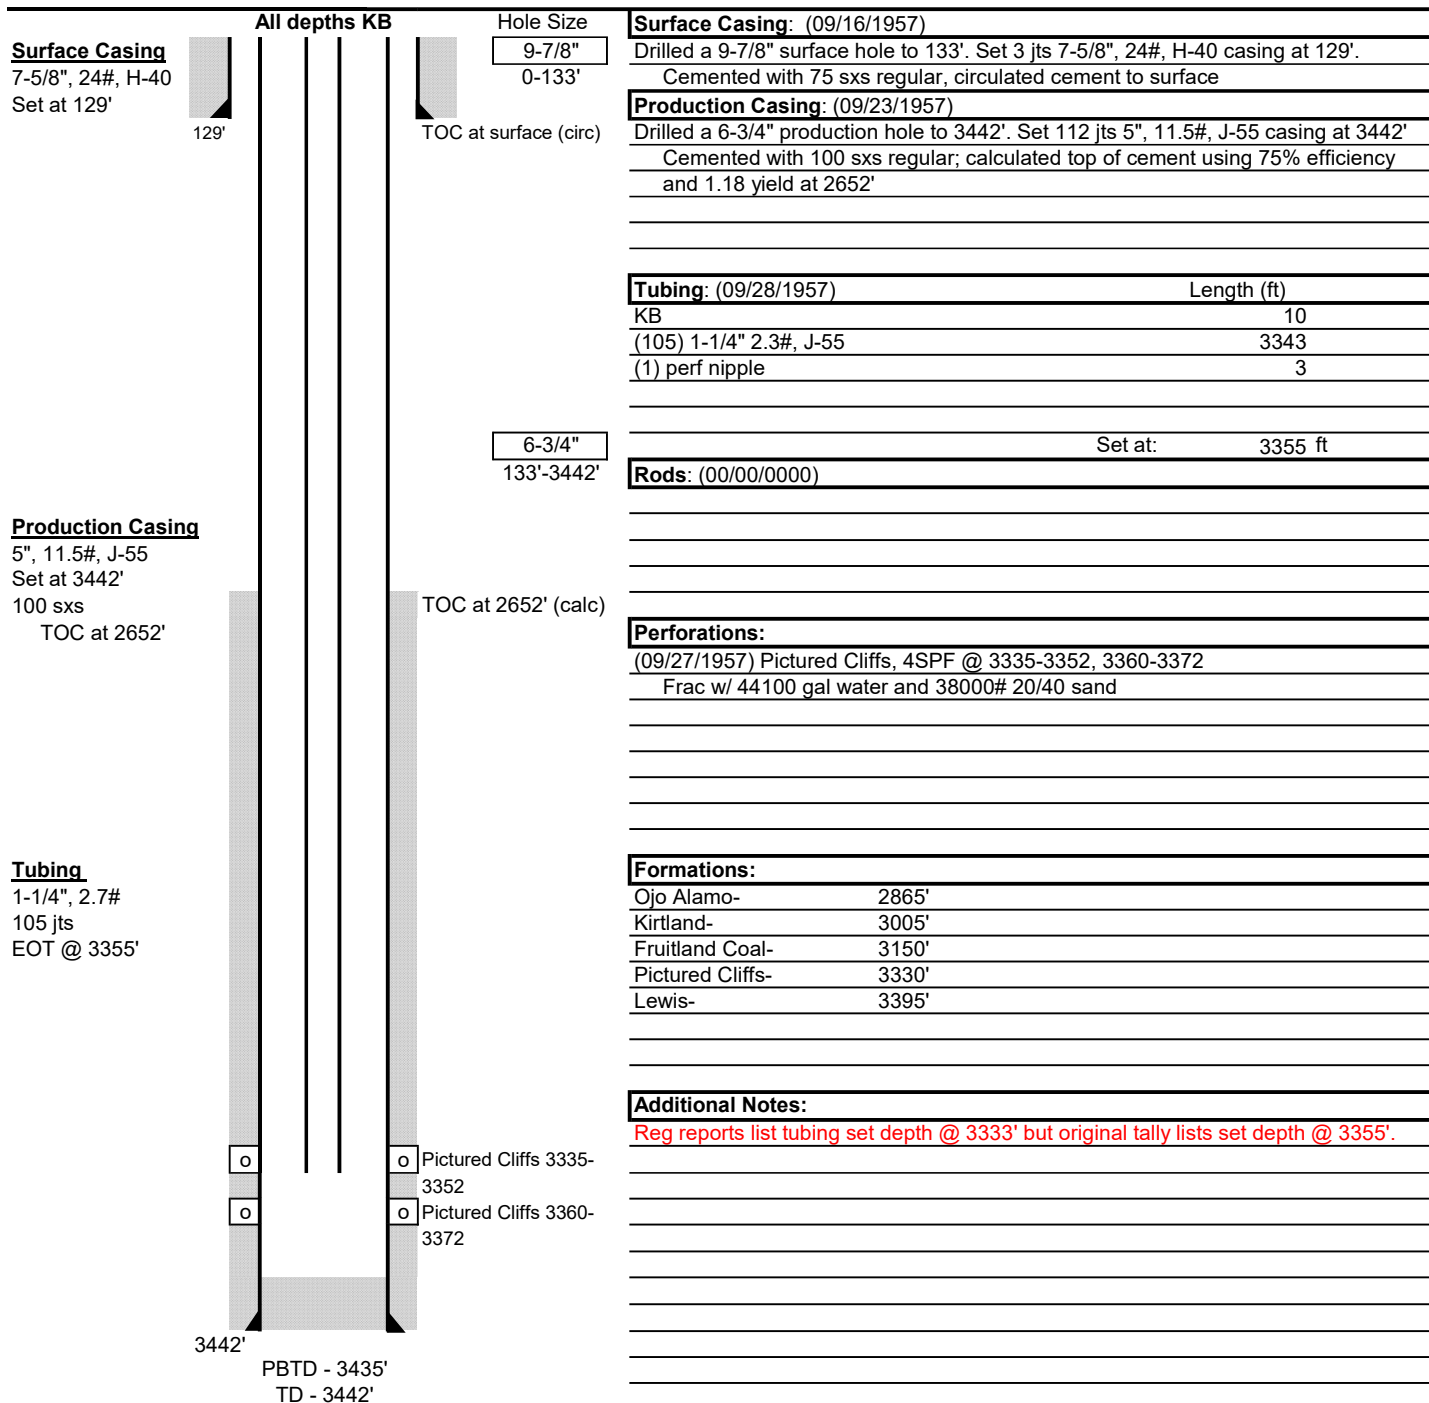 All depths KB
Hole Size
Surface Casing
7-5/8", 24#, H-40
Set at 129'
129'
9-7/8"
0-133'
TOC at surface (circ)
6-3/4"
133'-3442'
Production Casing
5", 11.5#, J-55
Set at 3442'
100 sxs
TOC at 2652'
TOC at 2652' (calc)
Tubing
1-1/4", 2.7#
105 jts
EOT @ 3355'
o
o
Pictured Cliffs 3335-
3352
o
o
Pictured Cliffs 3360-
3372
3442'
PBTD - 3435'
TD - 3442'
Surface Casing: (09/16/1957)
Drilled a 9-7/8" surface hole to 133'. Set 3 jts 7-5/8", 24#, H-40 casing at 129'.
Cemented with 75 sxs regular, circulated cement to surface
Production Casing: (09/23/1957)
Drilled a 6-3/4" production hole to 3442'. Set 112 jts 5", 11.5#, J-55 casing at 3442'
Cemented with 100 sxs regular; calculated top of cement using 75% efficiency
and 1.18 yield at 2652'
Tubing: (09/28/1957) Length (ft)
KB 10
(105) 1-1/4" 2.3#, J-55 3343
(1) perf nipple 3
Set at: 3355 ft
Rods: (00/00/0000)
Perforations:
(09/27/1957) Pictured Cliffs, 4SPF @ 3335-3352, 3360-3372
Frac w/ 44100 gal water and 38000# 20/40 sand
Formations:
Ojo Alamo- 2865'
Kirtland- 3005'
Fruitland Coal- 3150'
Pictured Cliffs- 3330'
Lewis- 3395'
Additional Notes:
Reg reports list tubing set depth @ 3333' but original tally lists set depth @ 3355'.